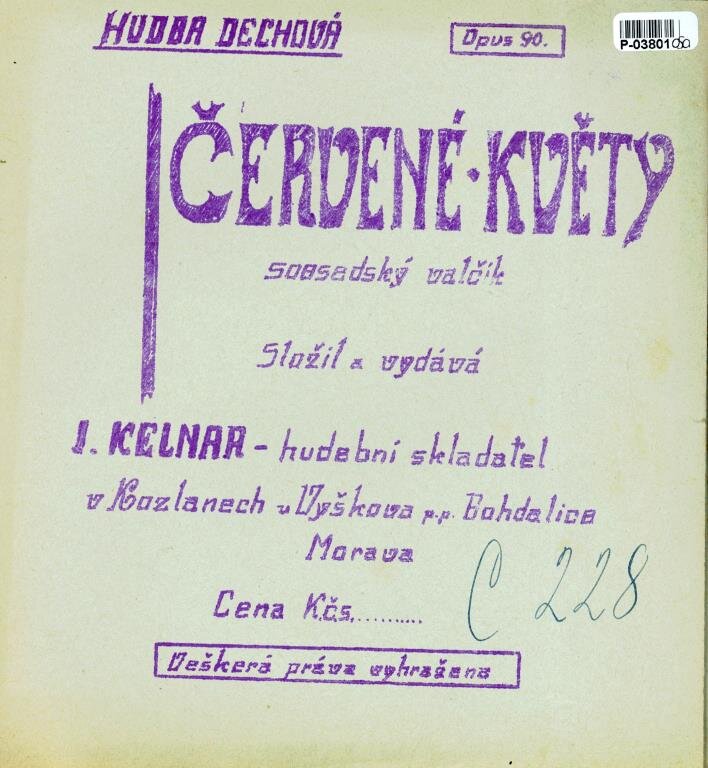 HUDBA DECHOVÁ
Opus 90.
P-03801
ČERVENÉ · KVĚTY
sousedský valčík
Složil a vydává
J. KELNAR - hudební skladatel
v Kozlanech u Vyškova p.p. Bohdalice
Morava
Cena Kčs..........
C 228
Veškerá práva vyhražena